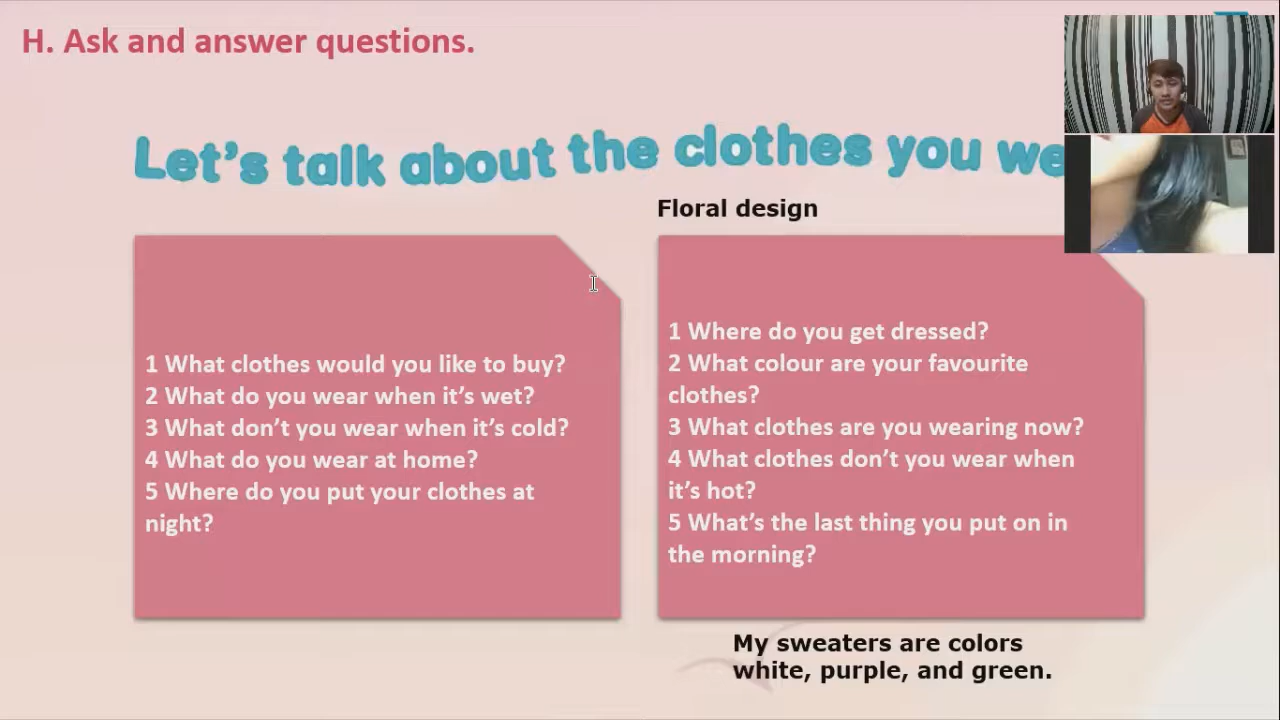 H. Ask and answer questions.
Let's talk about the clothes you we
Floral design
1 What clothes would you like to buy?
2 What do you wear when it's wet?
3 What don't you wear when it's cold?
4 What do you wear at home?
5 Where do you put your clothes at
night?
1 Where do you get dressed?
2 What colour are your favourite
clothes?
3 What clothes are you wearing now?
4 What clothes don't you wear when
it's hot?
5 What's the last thing you put on in
the morning?
My sweaters are colors
white, purple, and green.